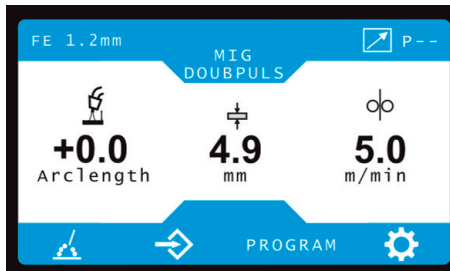 FE 1.2mm
MIG
DOUBPULS
P--
+0.0
Arclength
4.9
mm
5.0
m/min
PROGRAM